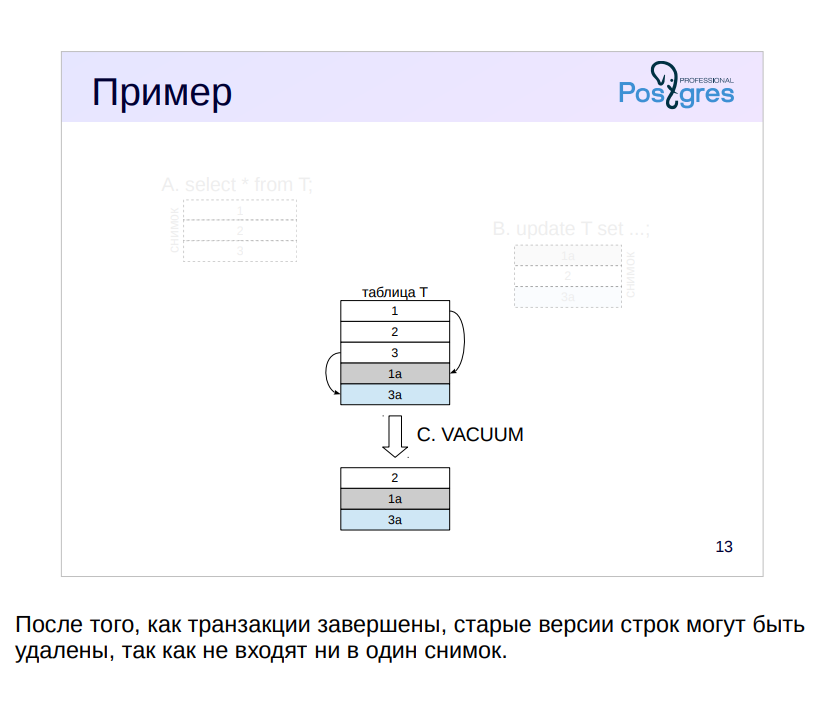 Пример
PROFESSIONAL
Postgres
A. select * from T;
снимок
1
2
3
B. update T set ...;
1a
2
3a
снимок
таблица T
1
2
3
1a
3a
C. VACUUM
2
1a
3a
13
После того, как транзакции завершены, старые версии строк могут быть
удалены, так как не входят ни в один снимок.